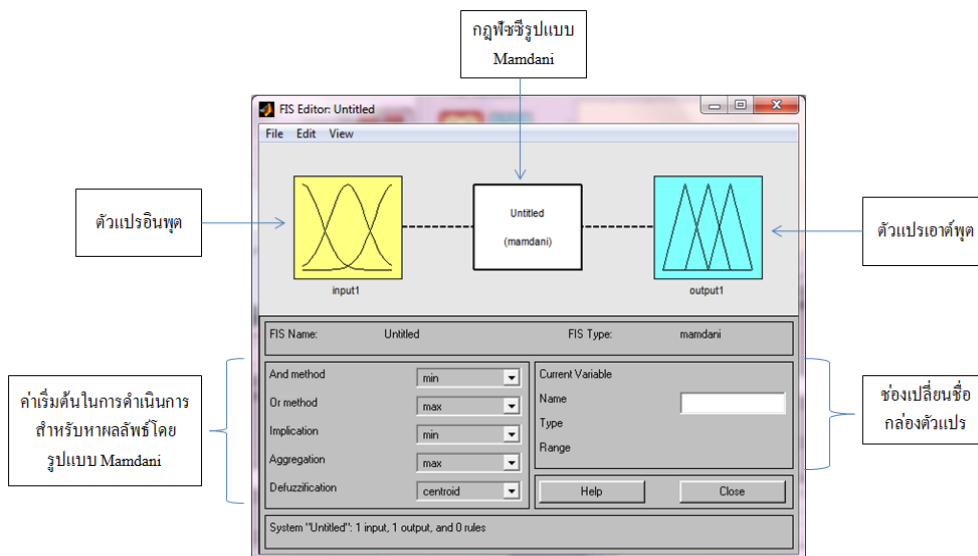 กฎฟัซซีรูปแบบ
Mamdani
FIS Editor: Untitled
File Edit View
ตัวแปรอินพุต
Untitled
(mamdani)
ตัวแปรเอาต์พุต
input1
output1
FIS Name: Untitled FIS Type: mamdani
ค่าเริ่มต้นในการดำเนินการ
สำหรับหาผลลัพธ์โดย
รูปแบบ Mamdani
And method min
Or method max
Implication min
Aggregation max
Defuzzification centroid
Current Variable
Name
Type
Range
ช่องเปลี่ยนชื่อ
กล่องตัวแปร
Help Close
System "Untitled": 1 input, 1 output, and 0 rules